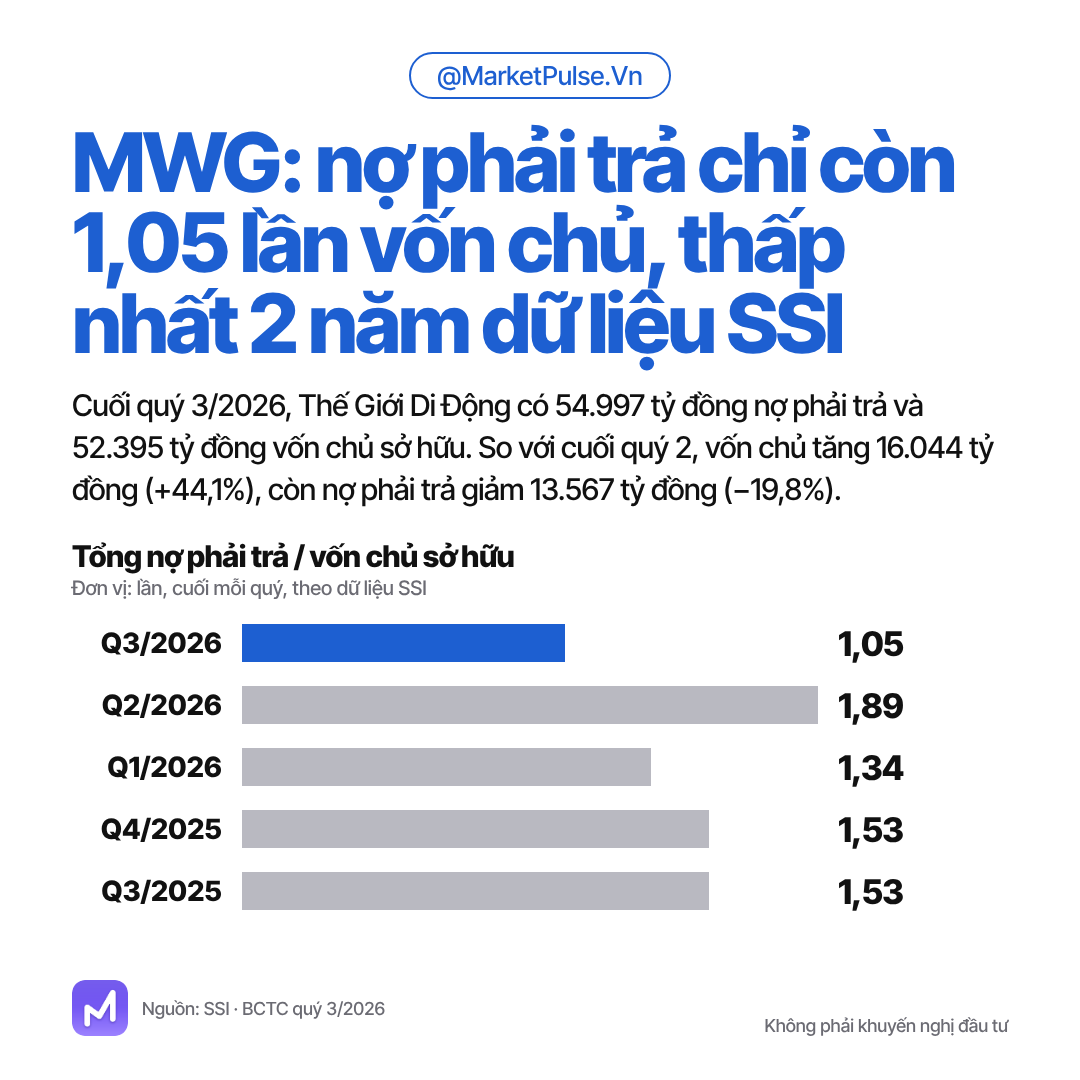 @MarketPulse.Vn
MWG: nợ phải trả chỉ còn
1,05 lần vốn chủ, thấp
nhất 2 năm dữ liệu SSI
Cuối quý 3/2026, Thế Giới Di Động có 54.997 tỷ đồng nợ phải trả và
52.395 tỷ đồng vốn chủ sở hữu. So với cuối quý 2, vốn chủ tăng 16.044 tỷ
đồng (+44,1%), còn nợ phải trả giảm 13.567 tỷ đồng (−19,8%).
Tổng nợ phải trả / vốn chủ sở hữu
Đơn vị: lần, cuối mỗi quý, theo dữ liệu SSI
Q3/2026 1,05
Q2/2026 1,89
Q1/2026 1,34
Q4/2025 1,53
Q3/2025 1,53
Nguồn: SSI · BCTC quý 3/2026
Không phải khuyến nghị đầu tư